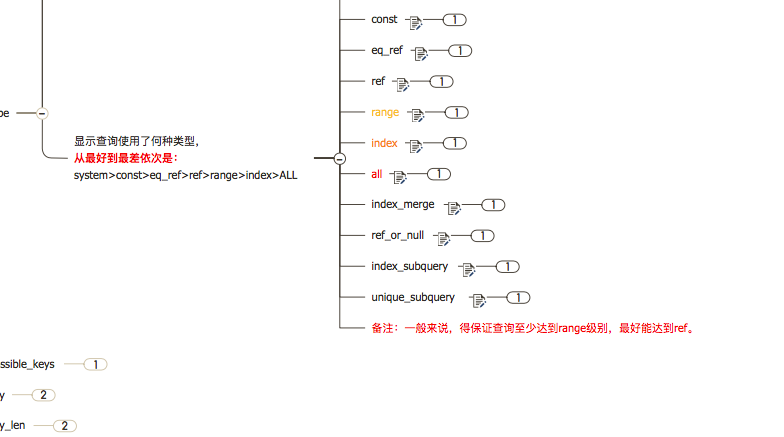 const 1
eq_ref 1
ref 1
pe
range 1
显示查询使用了何种类型，
从最好到最差依次是：
system>const>eq_ref>ref>range>index>ALL
index 1
all 1
index_merge 1
ref_or_null 1
index_subquery 1
unique_subquery 1
备注：一般来说，得保证查询至少达到range级别，最好能达到ref。
ssible_keys 1
y 2
y_len 2